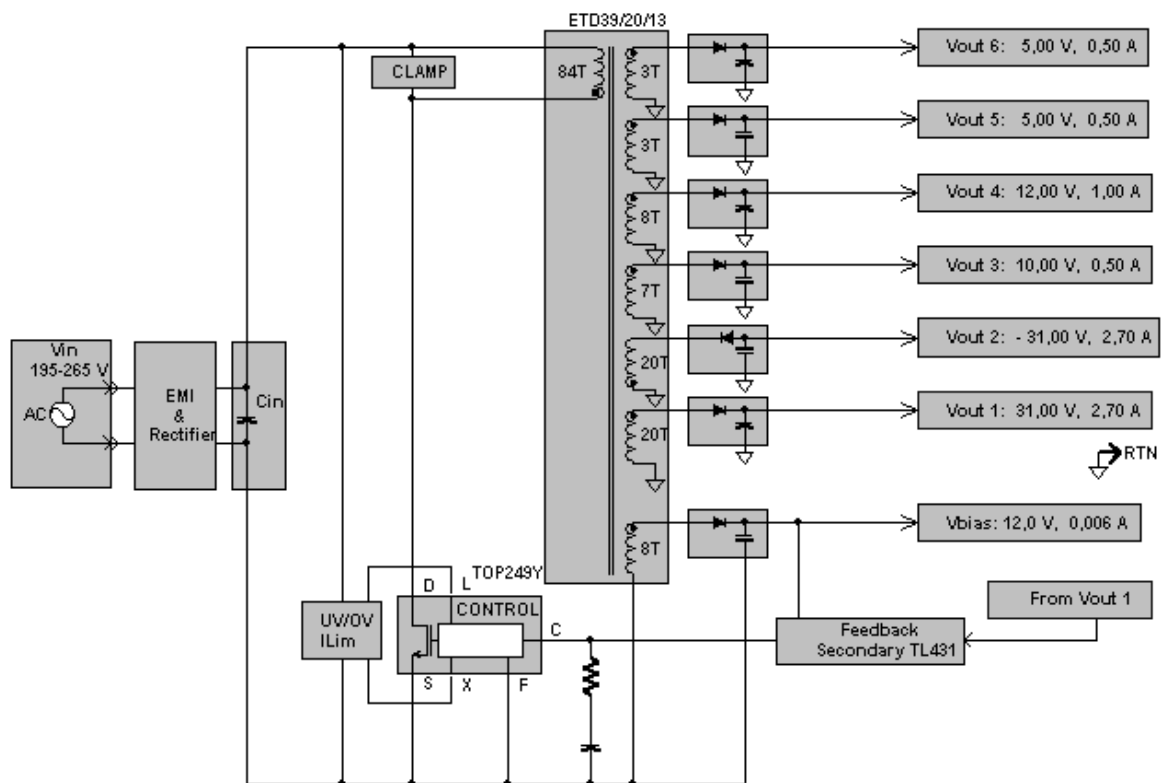 ETD39/20/13
CLAMP
84T
3T
Vout 6: 5,00 V, 0,50 A
3T
Vout 5: 5,00 V, 0,50 A
8T
Vout 4: 12,00 V, 1,00 A
7T
Vout 3: 10,00 V, 0,50 A
20T
Vout 2: - 31,00 V, 2,70 A
20T
Vout 1: 31,00 V, 2,70 A
RTN
Vin
195-265 V
AC
EMI
&
Rectifier
Cin
8T
Vbias: 12,0 V, 0,006 A
TOP249Y
D
L
CONTROL
C
S
X
F
UV/OV
ILim
From Vout 1
Feedback
Secondary TL431